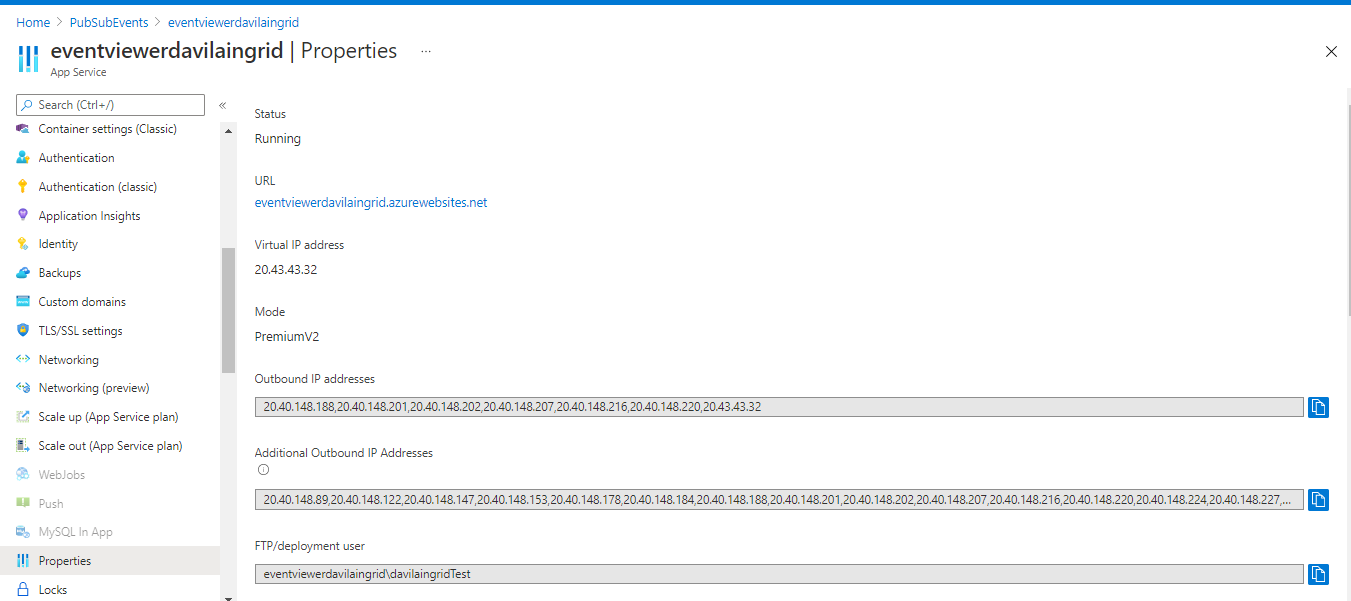 Home > PubSubEvents > eventviewerdavilaingrid
eventviewerdavilaingrid | Properties ...
App Service
Search (Ctrl+/)
«
Container settings (Classic)
Authentication
Authentication (classic)
Application Insights
Identity
Backups
Custom domains
TLS/SSL settings
Networking
Networking (preview)
Scale up (App Service plan)
Scale out (App Service plan)
WebJobs
Push
MySQL In App
Properties
Locks
Status
Running
URL
eventviewerdavilaingrid.azurewebsites.net
Virtual IP address
20.43.43.32
Mode
PremiumV2
Outbound IP addresses
20.40.148.188,20.40.148.201,20.40.148.202,20.40.148.207,20.40.148.216,20.40.148.220,20.43.43.32
Additional Outbound IP Addresses
20.40.148.89,20.40.148.122,20.40.148.147,20.40.148.153,20.40.148.178,20.40.148.184,20.40.148.188,20.40.148.201,20.40.148.202,20.40.148.207,20.40.148.216,20.40.148.220,20.40.148.224,20.40.148.227,...
FTP/deployment user
eventviewerdavilaingrid\davilaingridTest